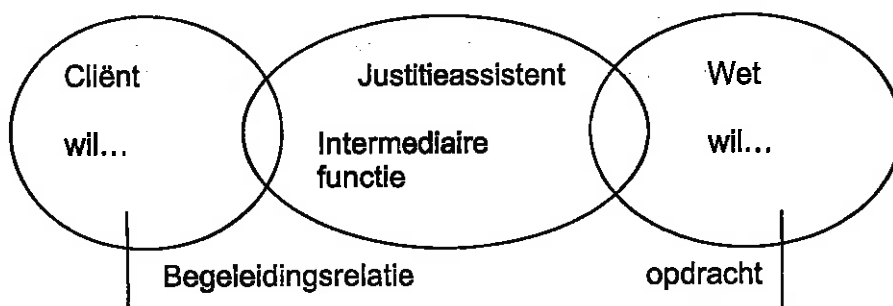 Cliënt
Justitieassistent
Wet
wil...
Intermediaire
functie
wil...
Begeleidingsrelatie
opdracht